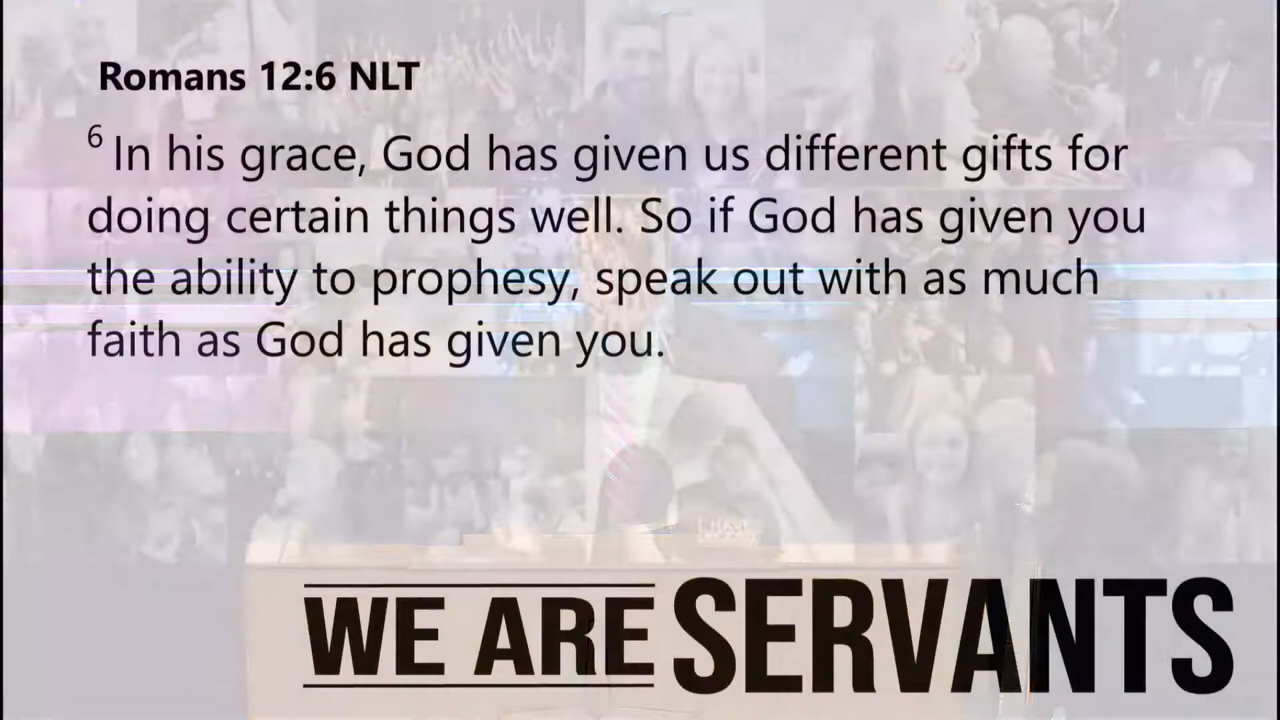 Romans 12:6 NLT
6 In his grace, God has given us different gifts for
doing certain things well. So if God has given you
the ability to prophesy, speak out with as much
faith as God has given you.
I HAVE
WE ARE SERVANTS